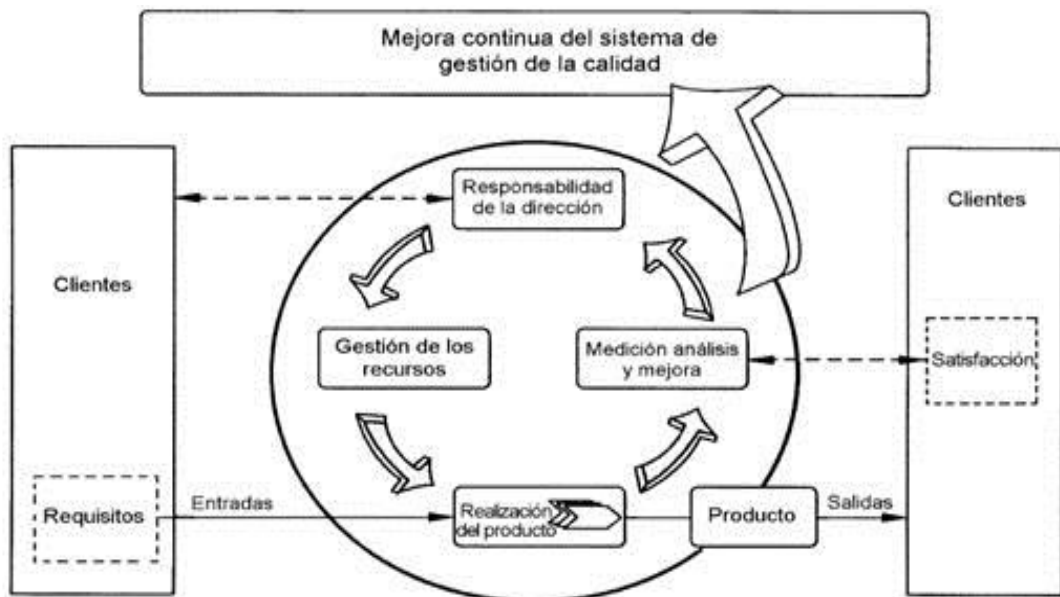 Mejora continua del sistema de
gestión de la calidad
Responsabilidad
de la dirección
Clientes
Clientes
Gestión de los
recursos
Medición análisis
y mejora
Satisfacción
Requisitos
Entradas
Realización
del producto
Producto
Salidas